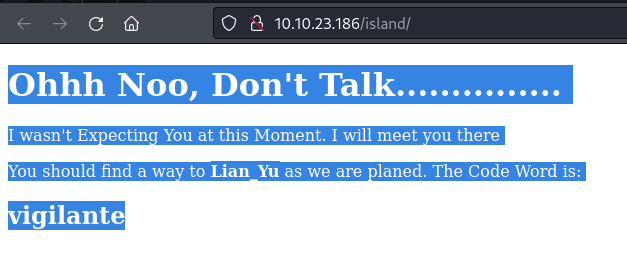 10.10.23.186/island/
Ohhh Noo, Don't Talk...............
I wasn't Expecting You at this Moment. I will meet you there
You should find a way to Lian_Yu as we are planed. The Code Word is:
vigilante